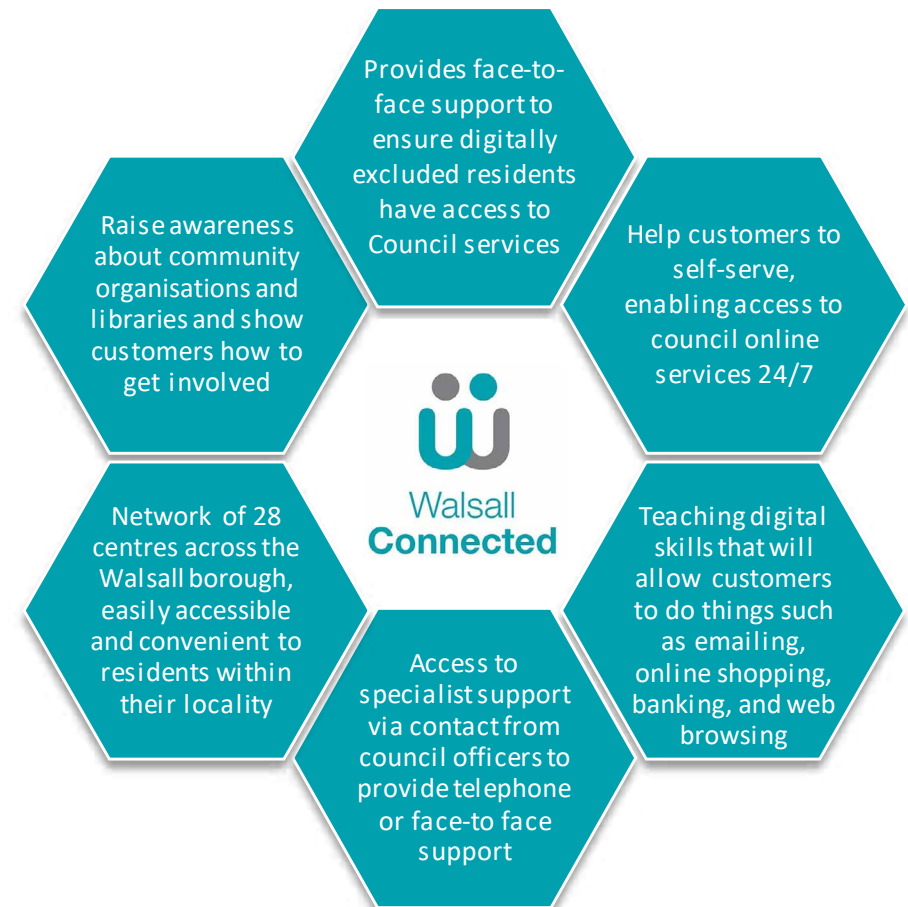 Provides face-to-
face support to
ensure digitally
excluded residents
have access to
Council services
Help customers to
self-serve,
enabling access to
council online
services 24/7
Teaching digital
skills that will
allow customers
to do things such
as emailing,
online shopping,
banking, and web
browsing
Access to
specialist support
via contact from
council officers to
provide telephone
or face-to face
support
Network of 28
centres across the
Walsall borough,
easily accessible
and convenient to
residents within
their locality
Raise awareness
about community
organisations and
libraries and show
customers how to
get involved
Walsall
Connected